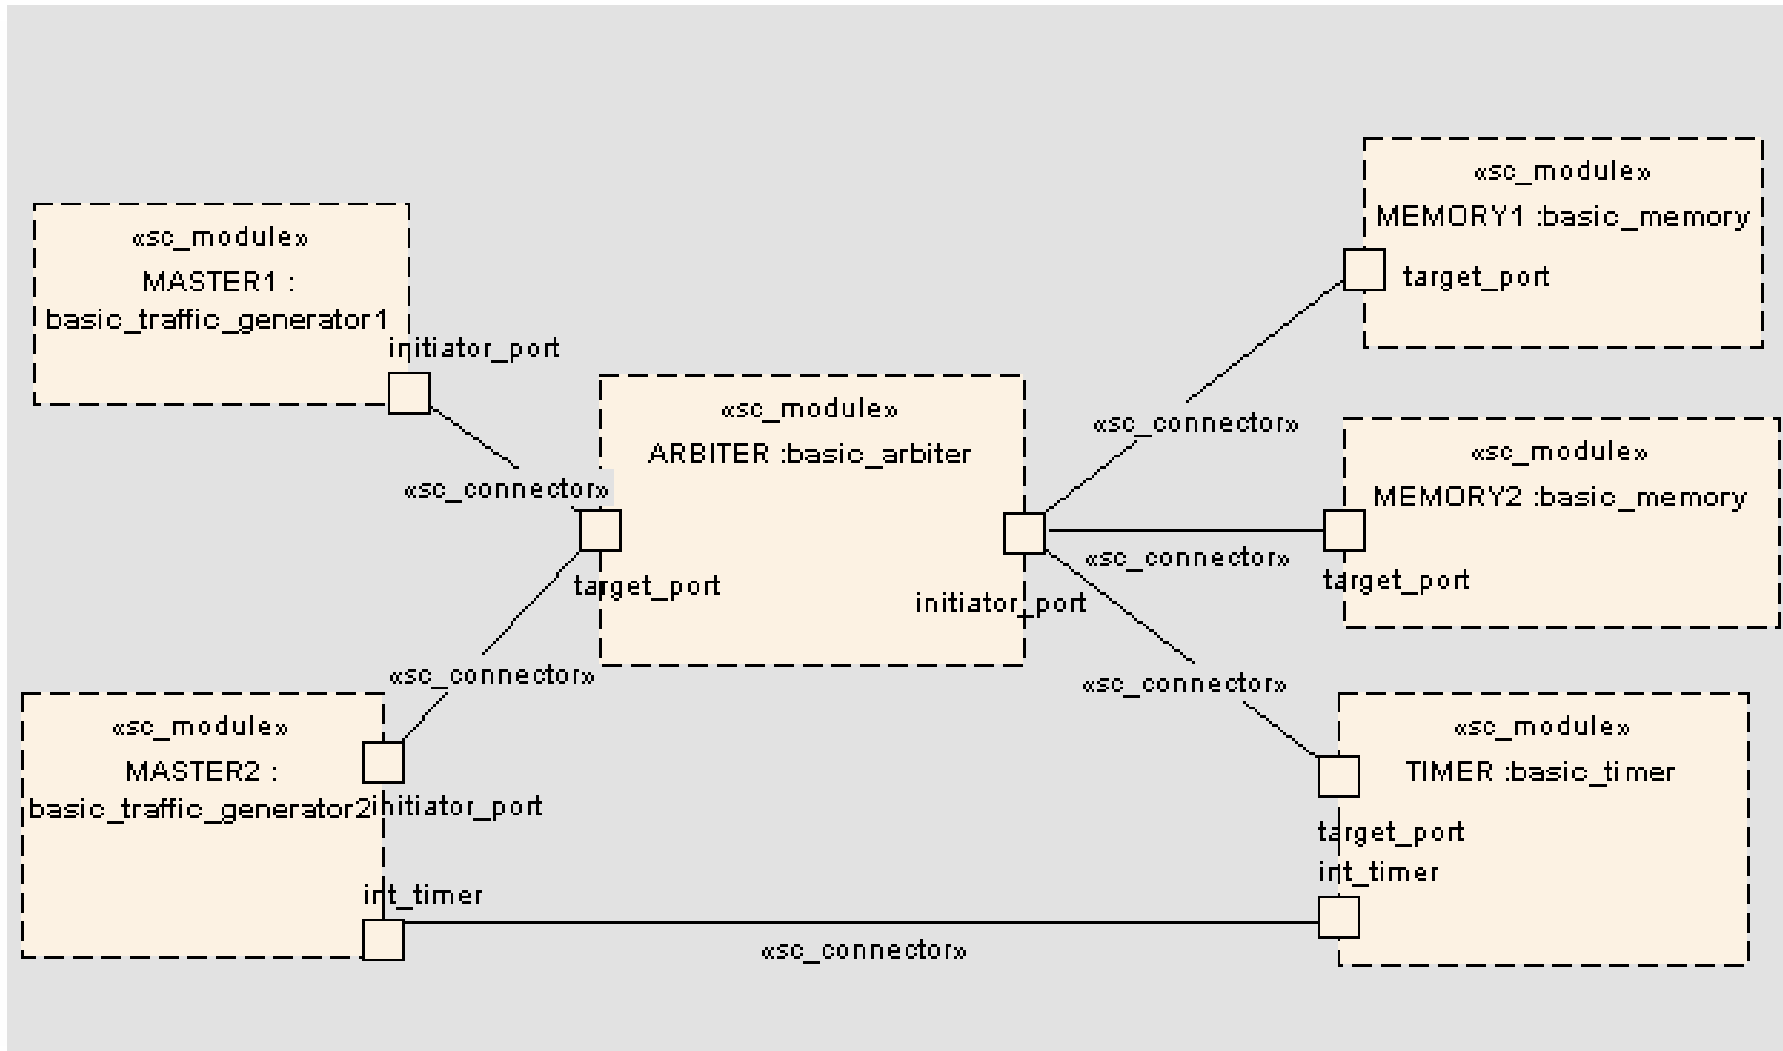 «sc_module»
MASTER1 :
basic_traffic_generator1
initiator_port
«sc_connector»
«sc_module»
ARBITER :basic_arbiter
target_port
initiator_port
«sc_connector»
«sc_module»
MASTER2 :
basic_traffic_generator2
initiator_port
int_timer
«sc_connector»
«sc_module»
MEMORY1 :basic_memory
target_port
«sc_connector»
«sc_module»
MEMORY2 :basic_memory
target_port
«sc_connector»
«sc_connector»
«sc_module»
TIMER :basic_timer
target_port
int_timer